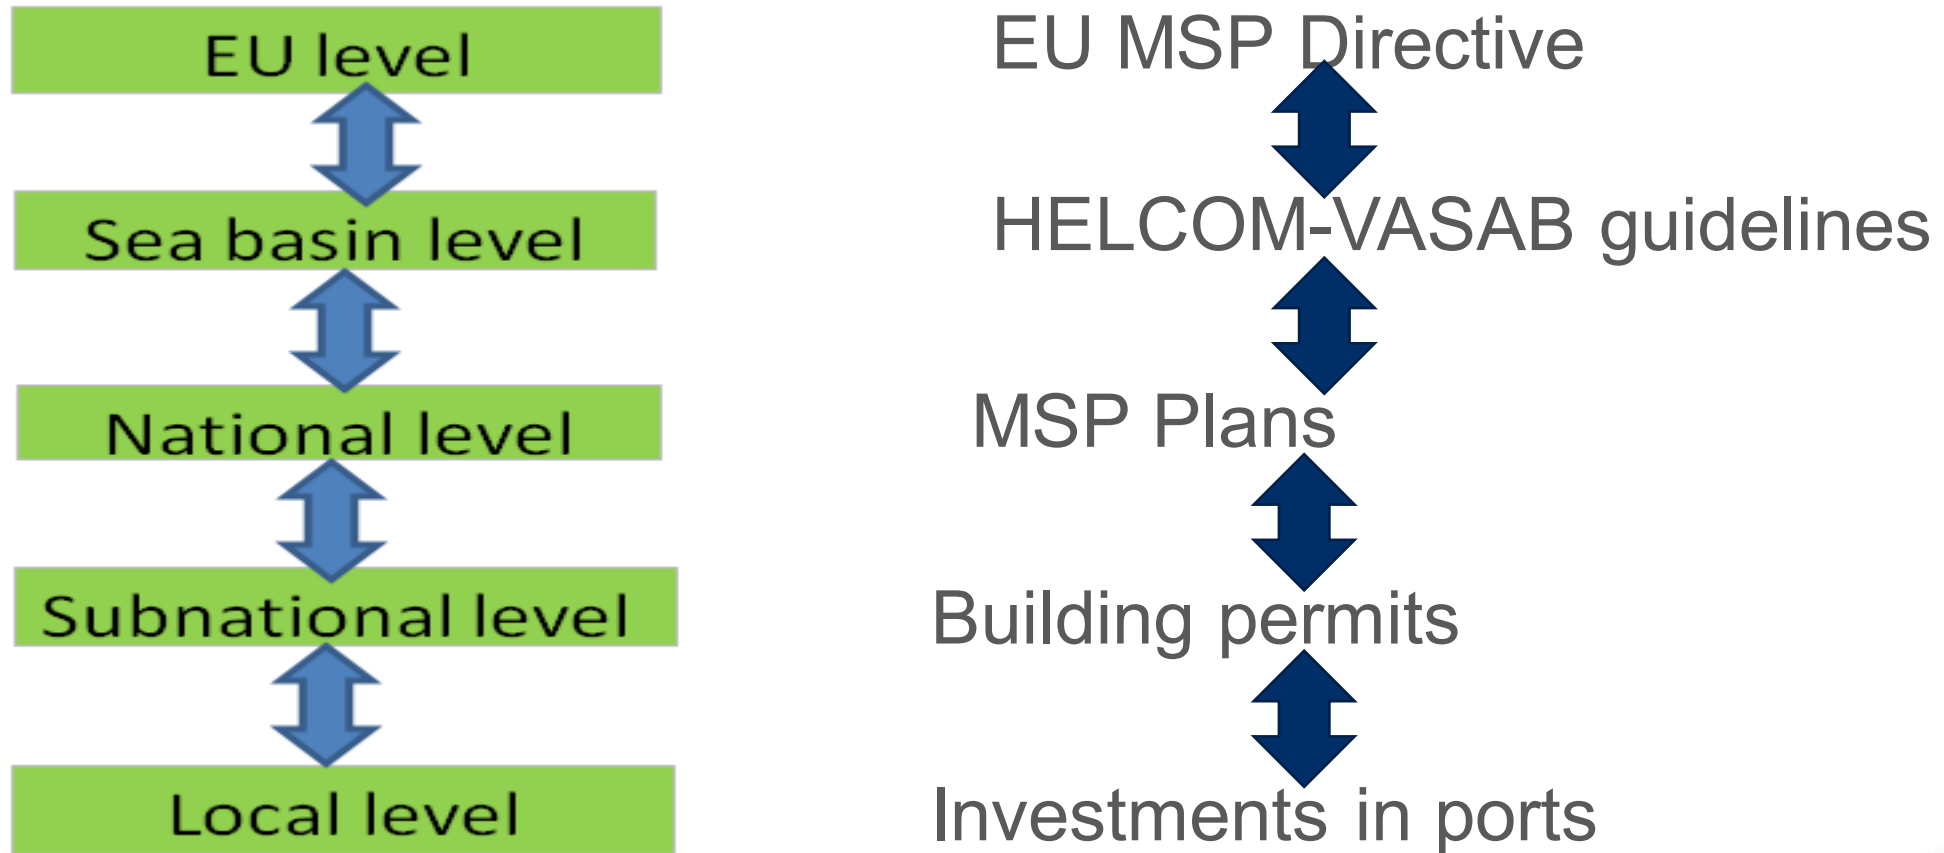 EU level
EU MSP Directive
Sea basin level
HELCOM-VASAB guidelines
National level
MSP Plans
Subnational level
Building permits
Local level
Investments in ports